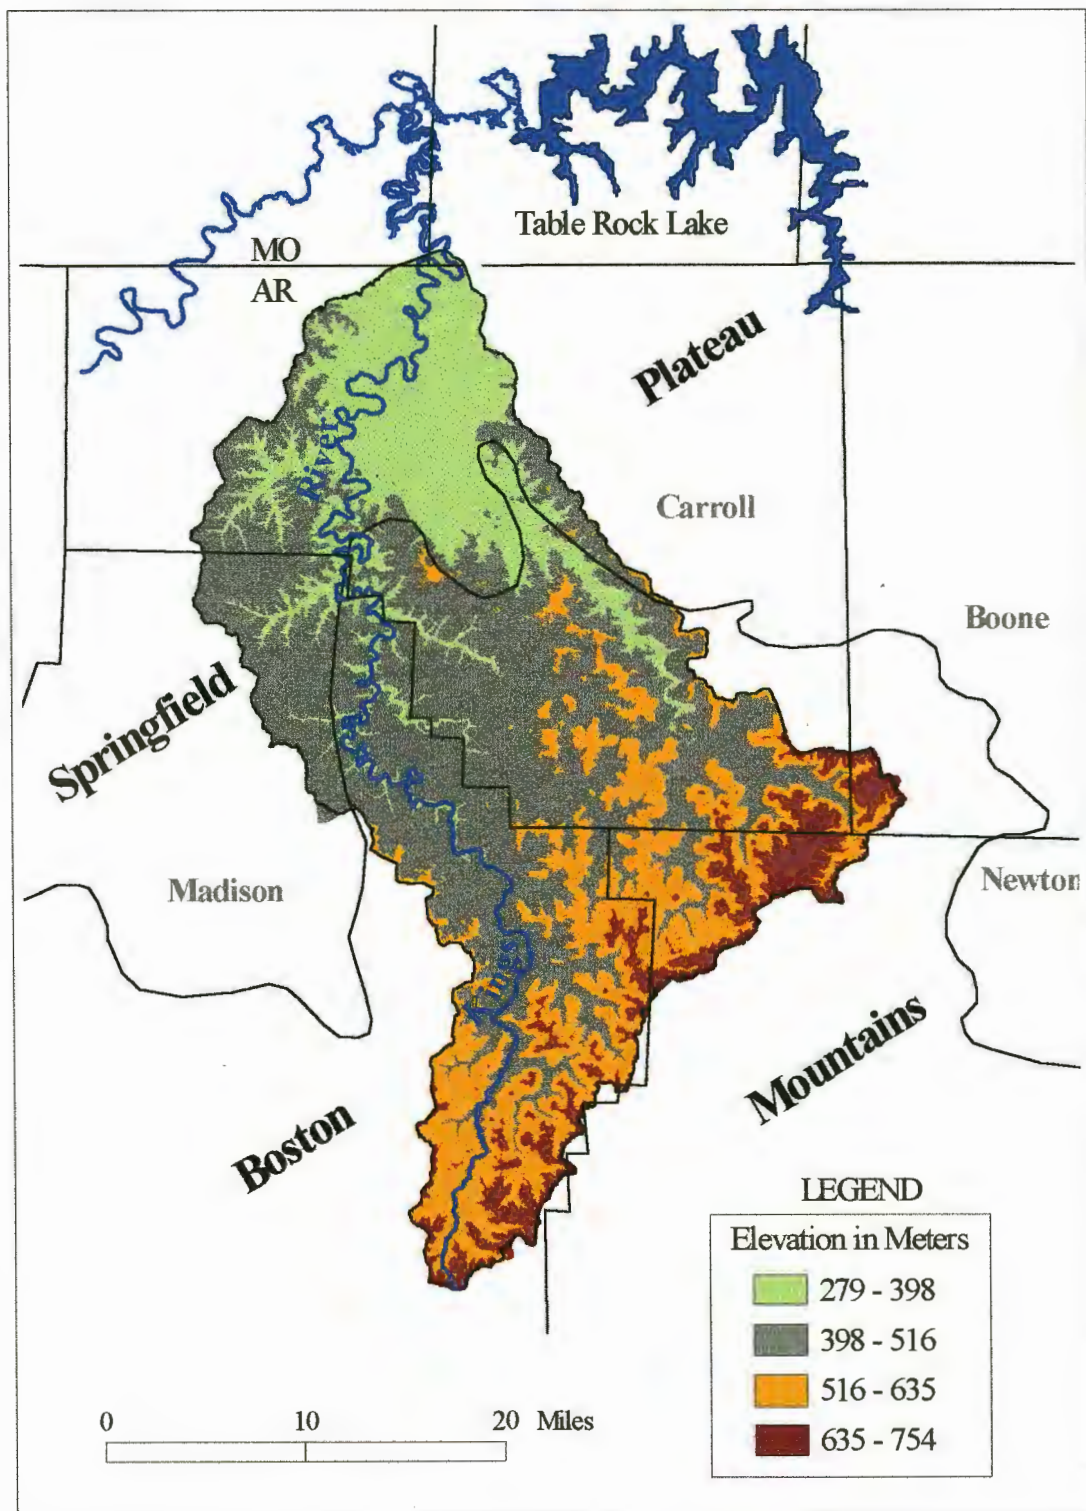 Table Rock Lake
MO
AR
Plateau
River
Carroll
Boone
Springfield
Madison
Newton
Kings
Mountains
Boston
LEGEND
Elevation in Meters
279 - 398
398 - 516
516 - 635
635 - 754
0 10 20 Miles